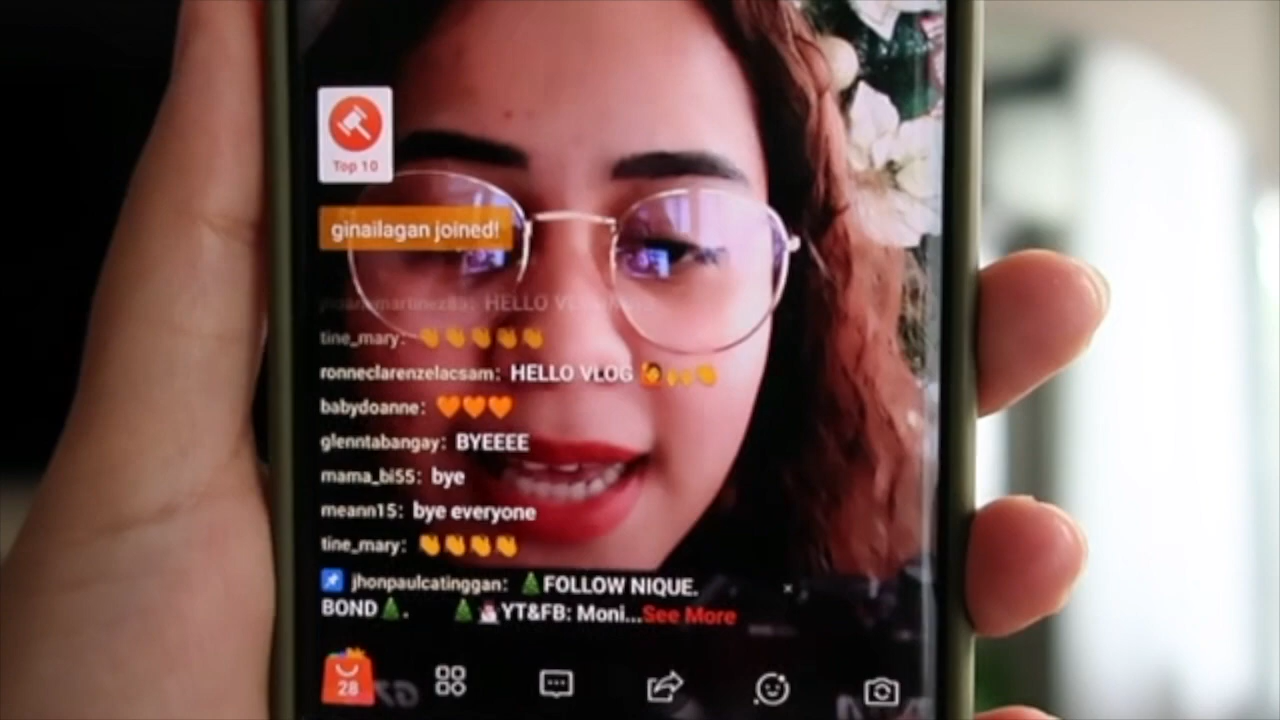 Top 10
ginailagan joined!
HELLO
tine_mary: 👏👏👏👏👏
ronneclarenzelacsam: HELLO VLOG 🙋🙌👏
babydoanne: 🧡🧡🧡
glenntabangay: BYEEEE
mama_bi55: bye
meann15: bye everyone
tine_mary: 👏👏👏👏
📌 jhonpaulcatinggan: 🎄FOLLOW NIQUE.
BOND🎄. 🎄⛄YT&FB: Moni...See More
28